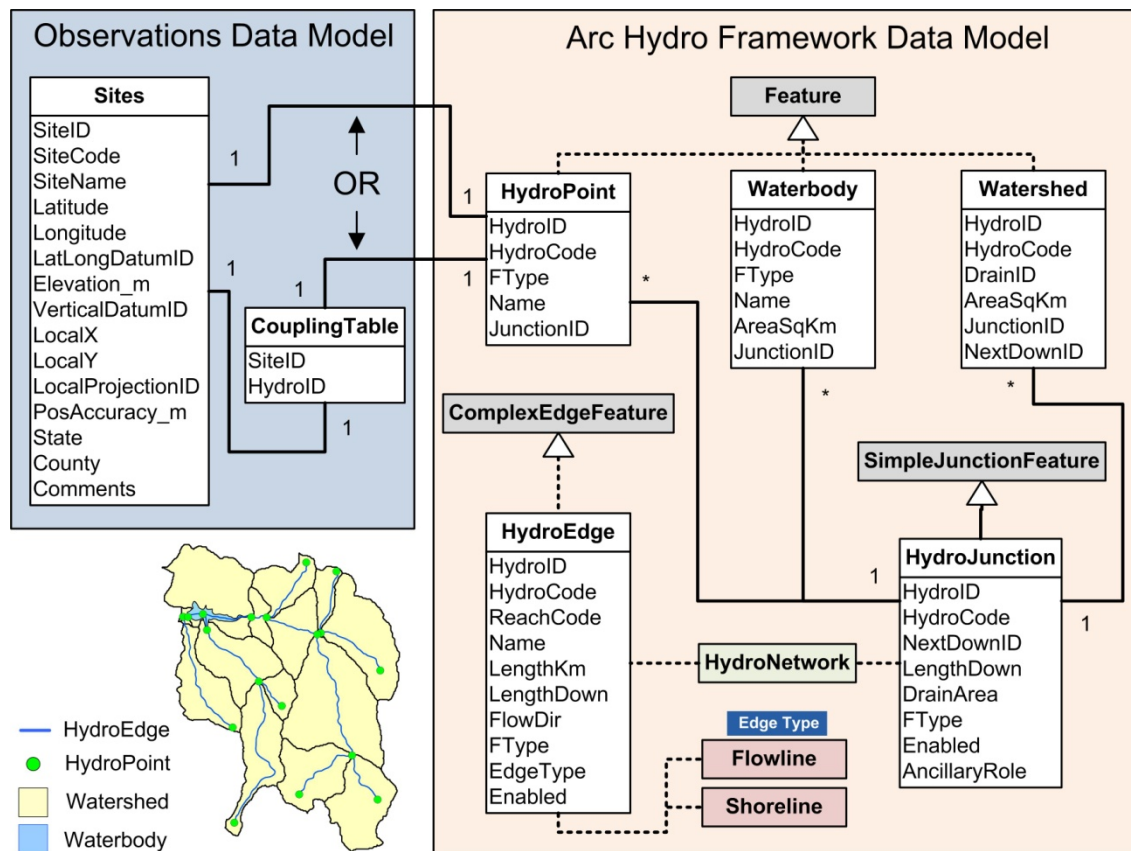 Observations Data Model
Sites
SiteID
SiteCode
SiteName
Latitude
Longitude
LatLongDatumID
Elevation_m
VerticalDatumID
LocalX
LocalY
LocalProjectionID
PosAccuracy_m
State
County
Comments
1
1
OR
1
CouplingTable
SiteID
HydroID
1
Arc Hydro Framework Data Model
Feature
1
1
HydroPoint
HydroID
HydroCode
FType
Name
JunctionID
*
Waterbody
HydroID
HydroCode
FType
Name
AreaSqKm
JunctionID
*
Watershed
HydroID
HydroCode
DrainID
AreaSqKm
JunctionID
NextDownID
*
ComplexEdgeFeature
SimpleJunctionFeature
HydroEdge
HydroID
HydroCode
ReachCode
Name
LengthKm
LengthDown
FlowDir
FType
EdgeType
Enabled
1
HydroJunction
HydroID
HydroCode
NextDownID
LengthDown
DrainArea
FType
Enabled
AncillaryRole
1
HydroNetwork
Edge Type
Flowline
Shoreline
HydroEdge
HydroPoint
Watershed
Waterbody